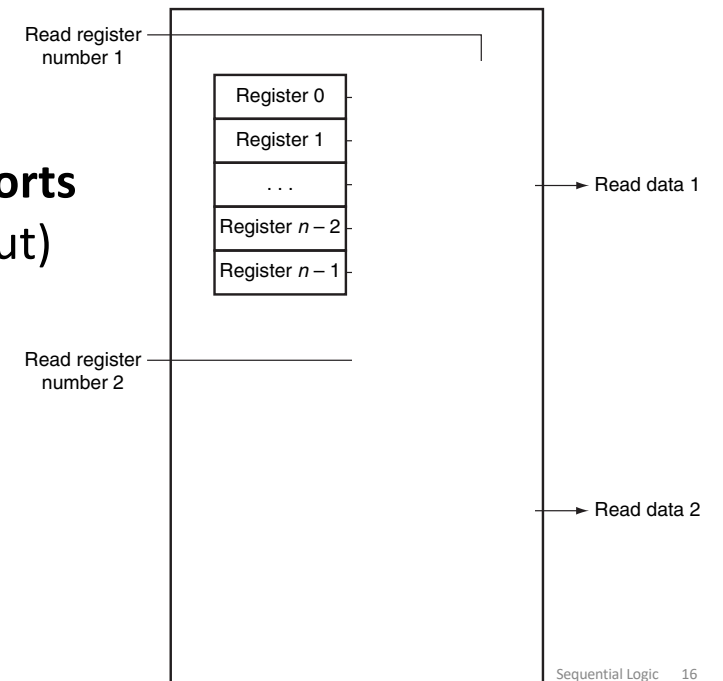 Read register
number 1
Register 0
Register 1
orts
. . .
Read data 1
ut)
Register n – 2
Register n – 1
Read register
number 2
Read data 2
Sequential Logic 16